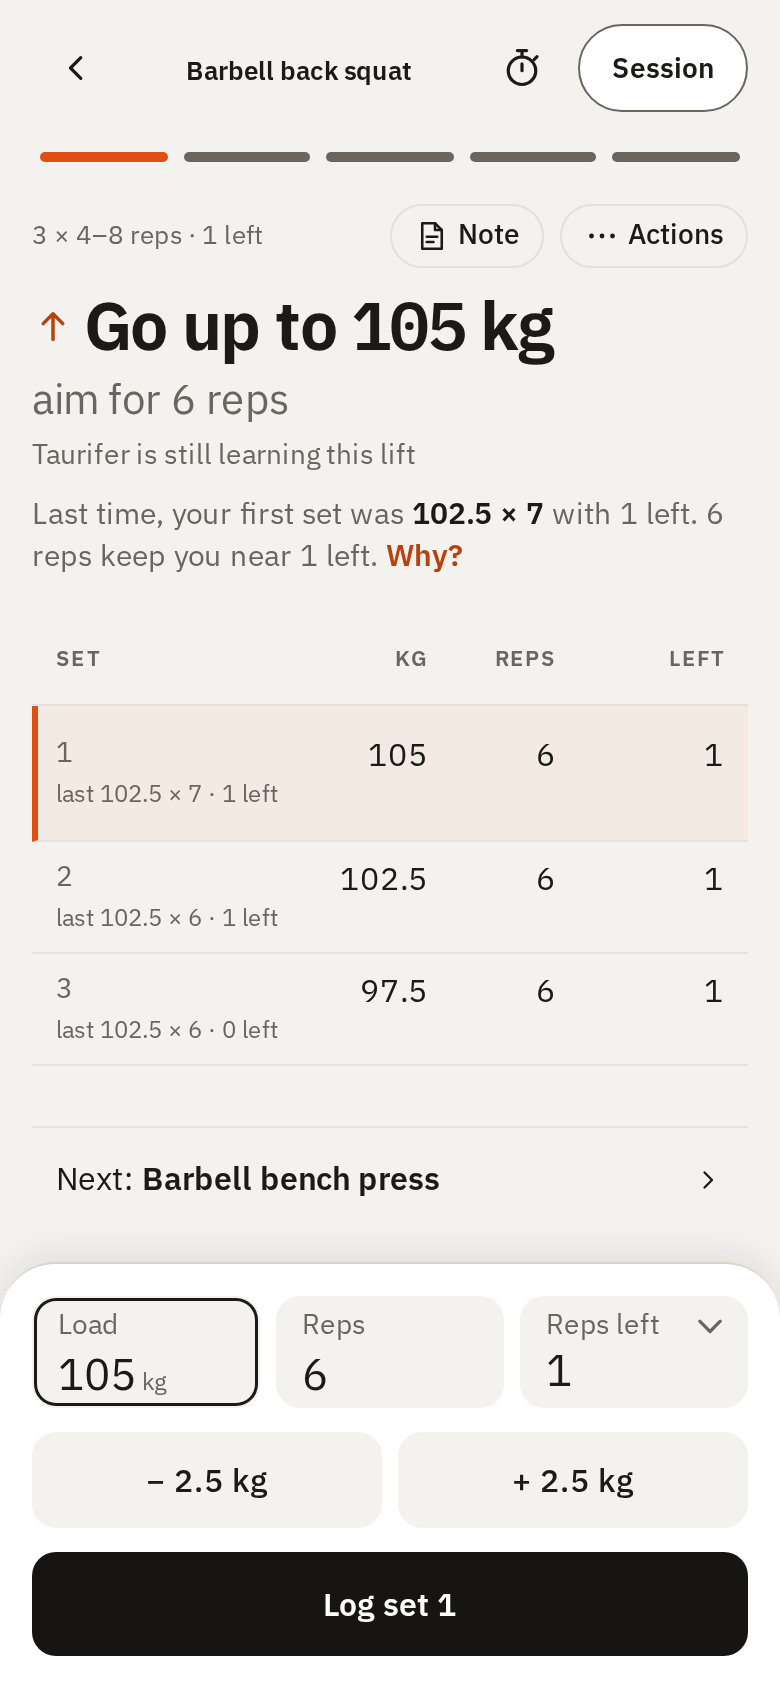 Barbell back squat
Session
3 × 4–8 reps · 1 left
Note
Actions
↑ Go up to 105 kg
aim for 6 reps
Taurifer is still learning this lift
Last time, your first set was 102.5 × 7 with 1 left. 6
reps keep you near 1 left. Why?
SET KG REPS LEFT
1 105 6 1
last 102.5 × 7 · 1 left
2 102.5 6 1
last 102.5 × 6 · 1 left
3 97.5 6 1
last 102.5 × 6 · 0 left
Next: Barbell bench press
Load Reps Reps left
105 kg 6 1
− 2.5 kg + 2.5 kg
Log set 1